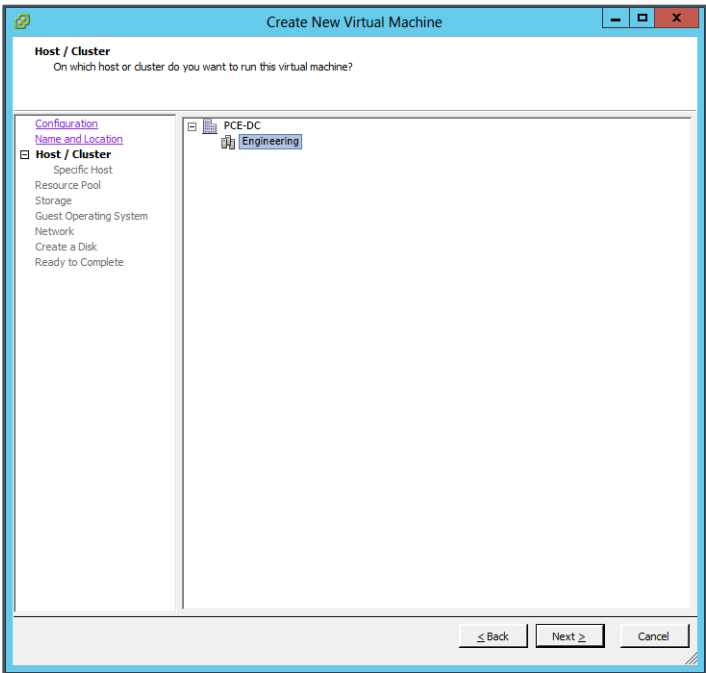 Create New Virtual Machine
Host / Cluster
On which host or cluster do you want to run this virtual machine?
Configuration
Name and Location
Host / Cluster
Specific Host
Resource Pool
Storage
Guest Operating System
Network
Create a Disk
Ready to Complete
PCE-DC
Engineering
< Back
Next >
Cancel